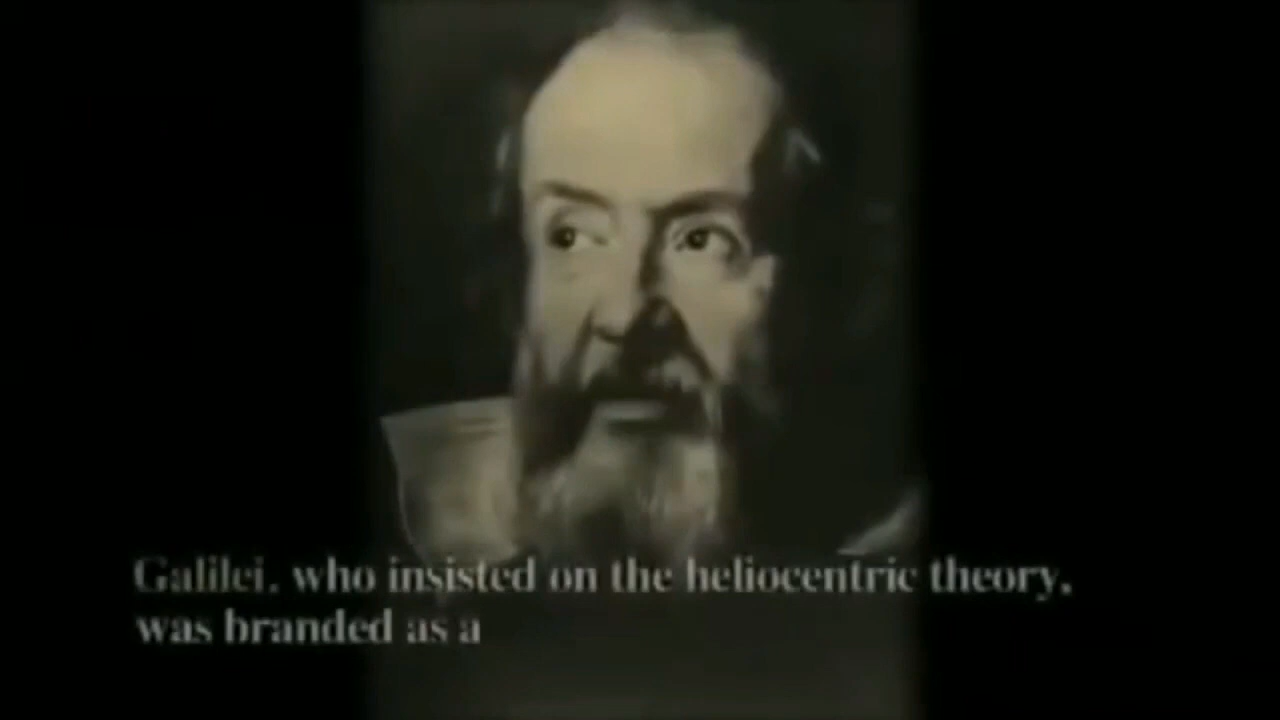 Galilei, who insisted on the heliocentric theory,
was branded as a